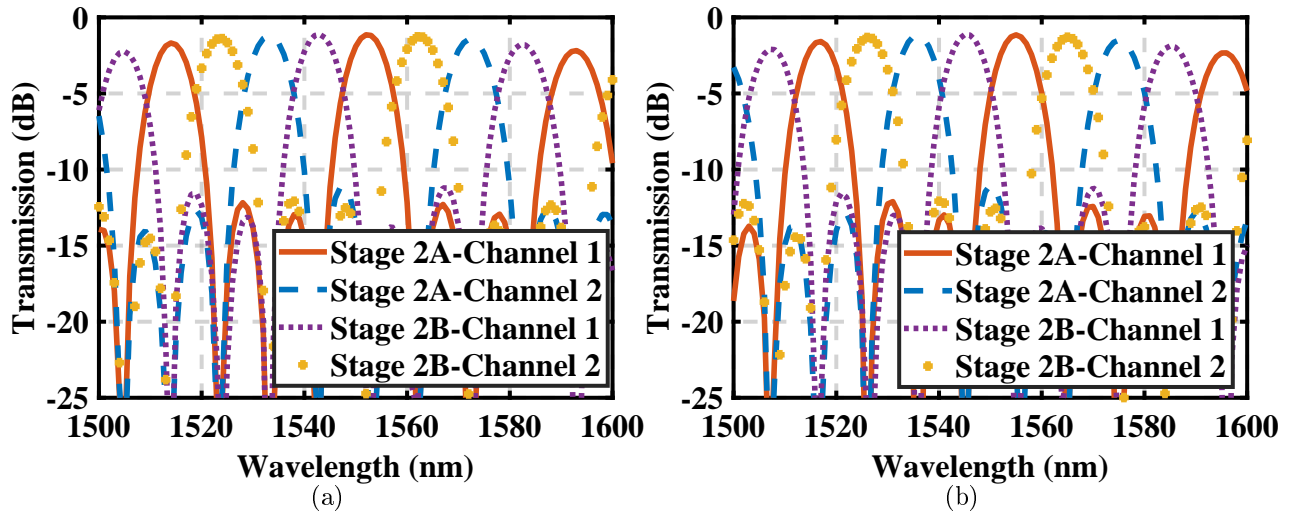 0
-5
-10
-15
-20
-25
Transmission (dB)
1500 1520 1540 1560 1580 1600
Wavelength (nm)
Stage 2A-Channel 1
Stage 2A-Channel 2
Stage 2B-Channel 1
Stage 2B-Channel 2
(a)
0
-5
-10
-15
-20
-25
Transmission (dB)
1500 1520 1540 1560 1580 1600
Wavelength (nm)
Stage 2A-Channel 1
Stage 2A-Channel 2
Stage 2B-Channel 1
Stage 2B-Channel 2
(b)